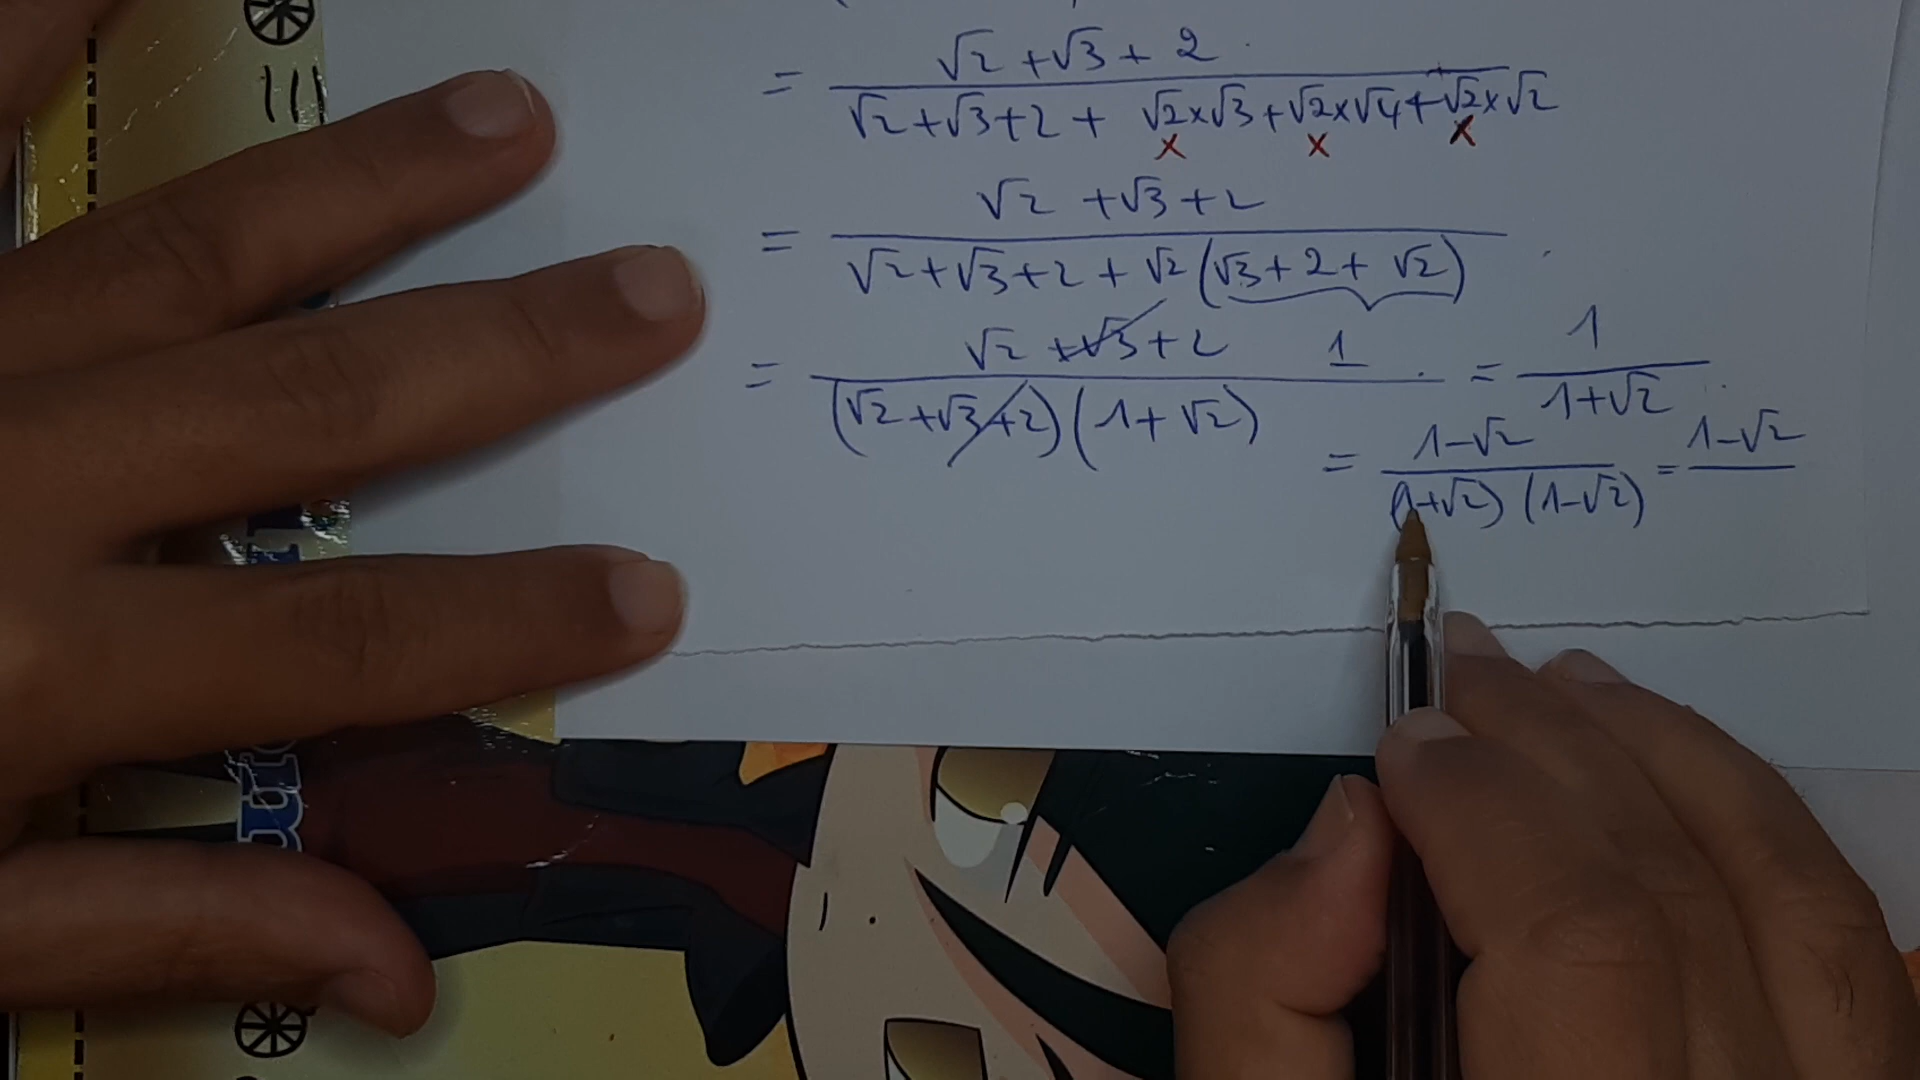 = (√2 + √3 + 2) / (√2 + √3 + 2 + √2×√3 + √2×√4 + √2×√2)
x x x
= (√2 + √3 + 2) / (√2 + √3 + 2 + √2 (√3 + 2 + √2))
= (√2 + √3 + 2 1) / ((√2 + √3 + 2)(1 + √2)) = 1 / (1 + √2)
= (1 - √2) / ((1 + √2) (1 - √2)) = 1 - √2